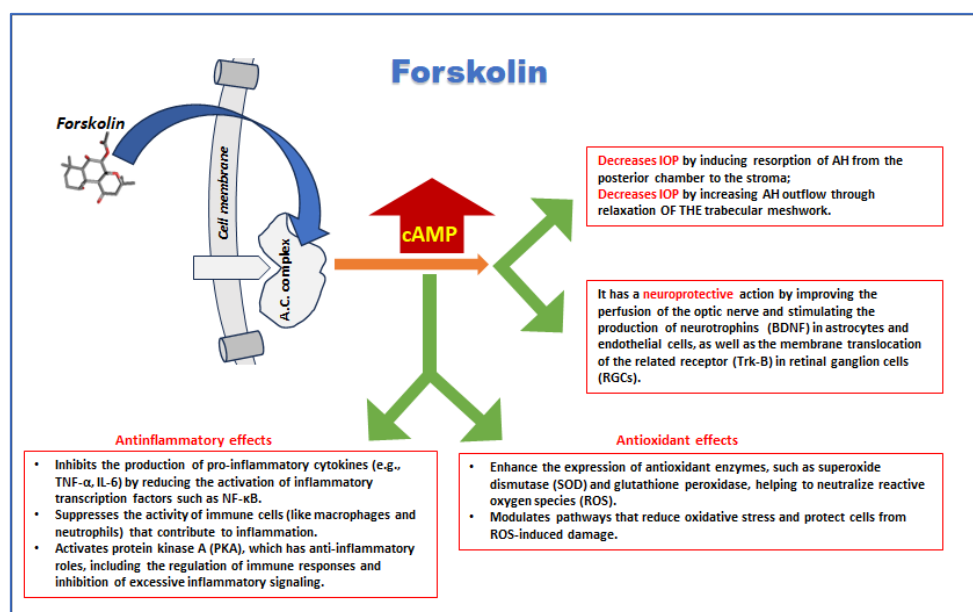 Forskolin
Forskolin
Cell membrane
A.C. complex
cAMP
Decreases IOP by inducing resorption of AH from the
posterior chamber to the stroma;
Decreases IOP by increasing AH outflow through
relaxation OF THE trabecular meshwork.
It has a neuroprotective action by improving the
perfusion of the optic nerve and stimulating the
production of neurotrophins (BDNF) in astrocytes and
endothelial cells, as well as the membrane translocation
of the related receptor (Trk-B) in retinal ganglion cells
(RGCs).
Antinflammatory effects
• Inhibits the production of pro-inflammatory cytokines (e.g.,
TNF-α, IL-6) by reducing the activation of inflammatory
transcription factors such as NF-κB.
• Suppresses the activity of immune cells (like macrophages and
neutrophils) that contribute to inflammation.
• Activates protein kinase A (PKA), which has anti-inflammatory
roles, including the regulation of immune responses and
inhibition of excessive inflammatory signaling.
Antioxidant effects
• Enhance the expression of antioxidant enzymes, such as superoxide
dismutase (SOD) and glutathione peroxidase, helping to neutralize reactive
oxygen species (ROS).
• Modulates pathways that reduce oxidative stress and protect cells from
ROS-induced damage.